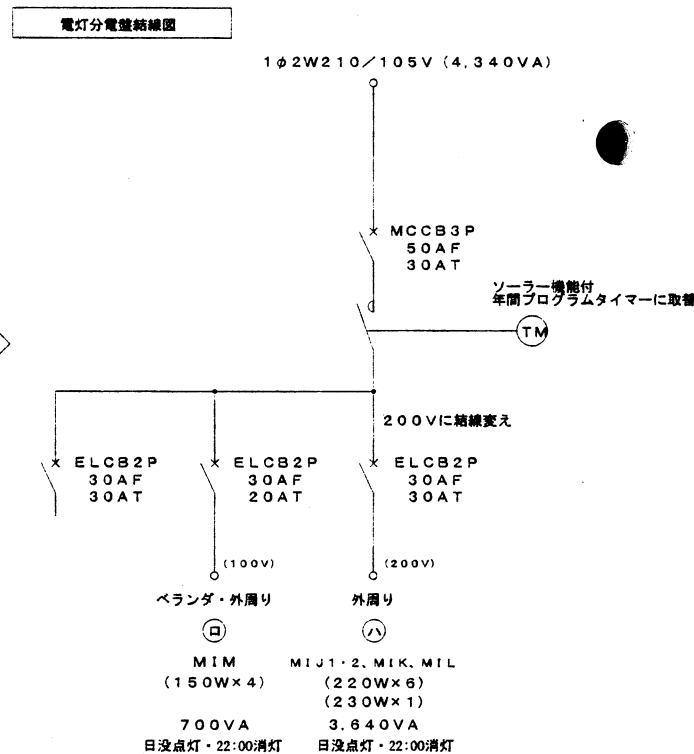 電灯分電盤結線図
1φ2W210／105V（4,340VA）
MCCB3P
50AF
30AT
ソーラー機能付
年間プログラムタイマーに取替
TM
200Vに結線変え
ELCB2P
30AF
30AT
ELCB2P
30AF
20AT
ELCB2P
30AF
30AT
(100V)
(200V)
ベランダ・外周り
外周り
ロ
ハ
MIM
(150W×4)
MIJ1・2、MIK、MIL
(220W×6)
(230W×1)
700VA
3,640VA
日没点灯・22:00消灯
日没点灯・22:00消灯